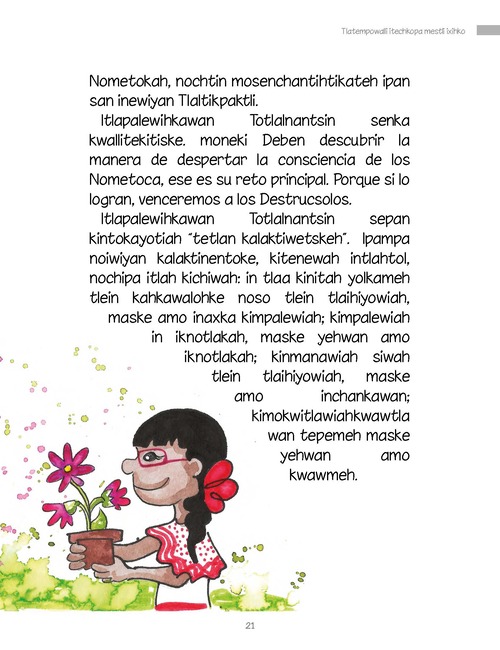 Tlatempowalli itechkopa mestli ixihko
Nometokah, nochtin mosenchantihtikateh ipan
san inewiyan Tlaltikpaktli.
Itlapalewihkawan Totlalnantsin senka
kwallitekitiske. moneki Deben descubrir la
manera de despertar la consciencia de los
Nometoca, ese es su reto principal. Porque si lo
logran, venceremos a los Destrucsolos.
Itlapalewihkawan Totlalnantsin sepan
kintokayotiah "tetlan kalaktiwetskeh". Ipampa
noiwiyan kalaktinentoke, kitenewah intlahtol,
nochipa itlah kichiwah: in tlaa kinitah yolkameh
tlein kahkawalohke noso tlein tlaihiyowiah,
maske amo inaxka kimpalewiah; kimpalewiah
in iknotlakah, maske yehwan amo
iknotlakah; kinmanawiah siwah
tlein tlaihiyowiah, maske
amo inchankawan;
kimokwitlawiahkwawtla
wan tepemeh maske
yehwan amo
kwawmeh.
21